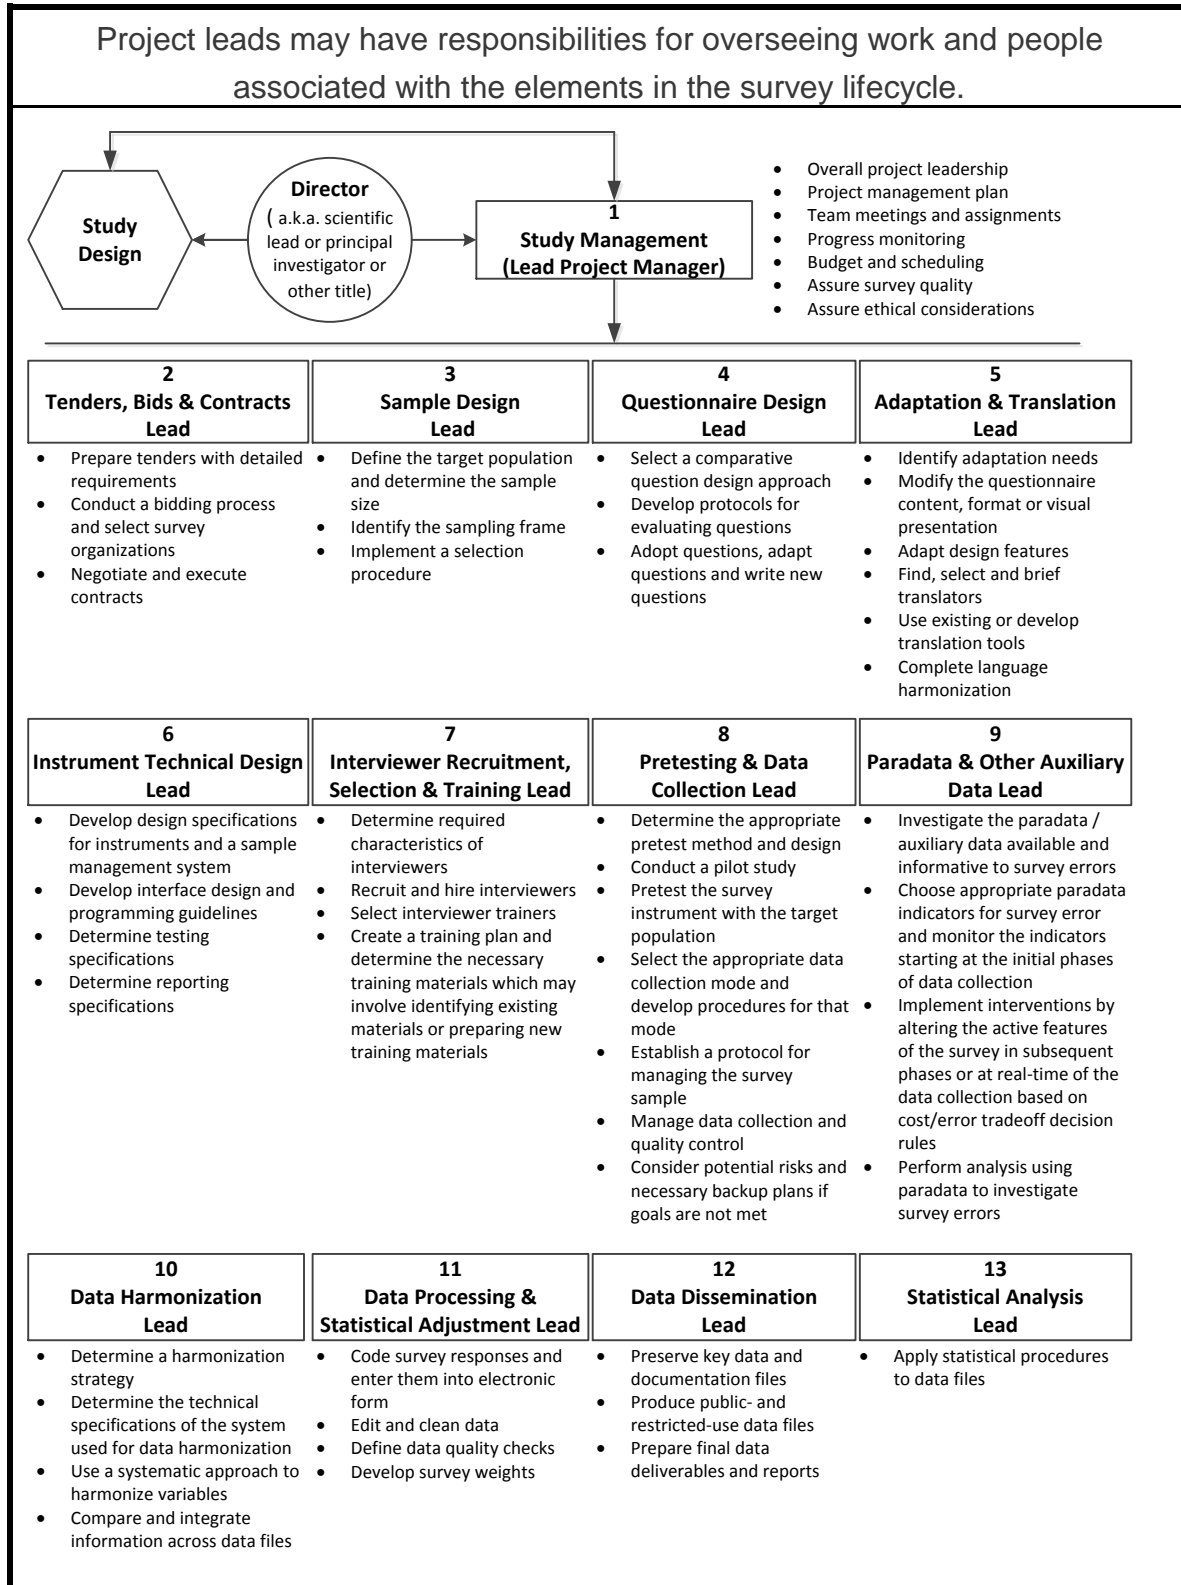 Project leads may have responsibilities for overseeing work and people
associated with the elements in the survey lifecycle.
Study
Design
Director
( a.k.a. scientific
lead or principal
investigator or
other title)
1
Study Management
(Lead Project Manager)
• Overall project leadership
• Project management plan
• Team meetings and assignments
• Progress monitoring
• Budget and scheduling
• Assure survey quality
• Assure ethical considerations
2
Tenders, Bids & Contracts
Lead
• Prepare tenders with detailed
requirements
• Conduct a bidding process
and select survey
organizations
• Negotiate and execute
contracts
3
Sample Design
Lead
• Define the target population
and determine the sample
size
• Identify the sampling frame
• Implement a selection
procedure
4
Questionnaire Design
Lead
• Select a comparative
question design approach
• Develop protocols for
evaluating questions
• Adopt questions, adapt
questions and write new
questions
5
Adaptation & Translation
Lead
• Identify adaptation needs
• Modify the questionnaire
content, format or visual
presentation
• Adapt design features
• Find, select and brief
translators
• Use existing or develop
translation tools
• Complete language
harmonization
6
Instrument Technical Design
Lead
• Develop design specifications
for instruments and a sample
management system
• Develop interface design and
programming guidelines
• Determine testing
specifications
• Determine reporting
specifications
7
Interviewer Recruitment,
Selection & Training Lead
• Determine required
characteristics of
interviewers
• Recruit and hire interviewers
• Select interviewer trainers
• Create a training plan and
determine the necessary
training materials which may
involve identifying existing
materials or preparing new
training materials
8
Pretesting & Data
Collection Lead
• Determine the appropriate
pretest method and design
• Conduct a pilot study
• Pretest the survey
instrument with the target
population
• Select the appropriate data
collection mode and
develop procedures for that
mode
• Establish a protocol for
managing the survey
sample
• Manage data collection and
quality control
• Consider potential risks and
necessary backup plans if
goals are not met
9
Paradata & Other Auxiliary
Data Lead
• Investigate the paradata /
auxiliary data available and
informative to survey errors
• Choose appropriate paradata
indicators for survey error
and monitor the indicators
starting at the initial phases
of data collection
• Implement interventions by
altering the active features
of the survey in subsequent
phases or at real-time of the
data collection based on
cost/error tradeoff decision
rules
• Perform analysis using
paradata to investigate
survey errors
10
Data Harmonization
Lead
• Determine a harmonization
strategy
• Determine the technical
specifications of the system
used for data harmonization
• Use a systematic approach to
harmonize variables
• Compare and integrate
information across data files
11
Data Processing &
Statistical Adjustment Lead
• Code survey responses and
enter them into electronic
form
• Edit and clean data
• Define data quality checks
• Develop survey weights
12
Data Dissemination
Lead
• Preserve key data and
documentation files
• Produce public- and
restricted-use data files
• Prepare final data
deliverables and reports
13
Statistical Analysis
Lead
• Apply statistical procedures
to data files